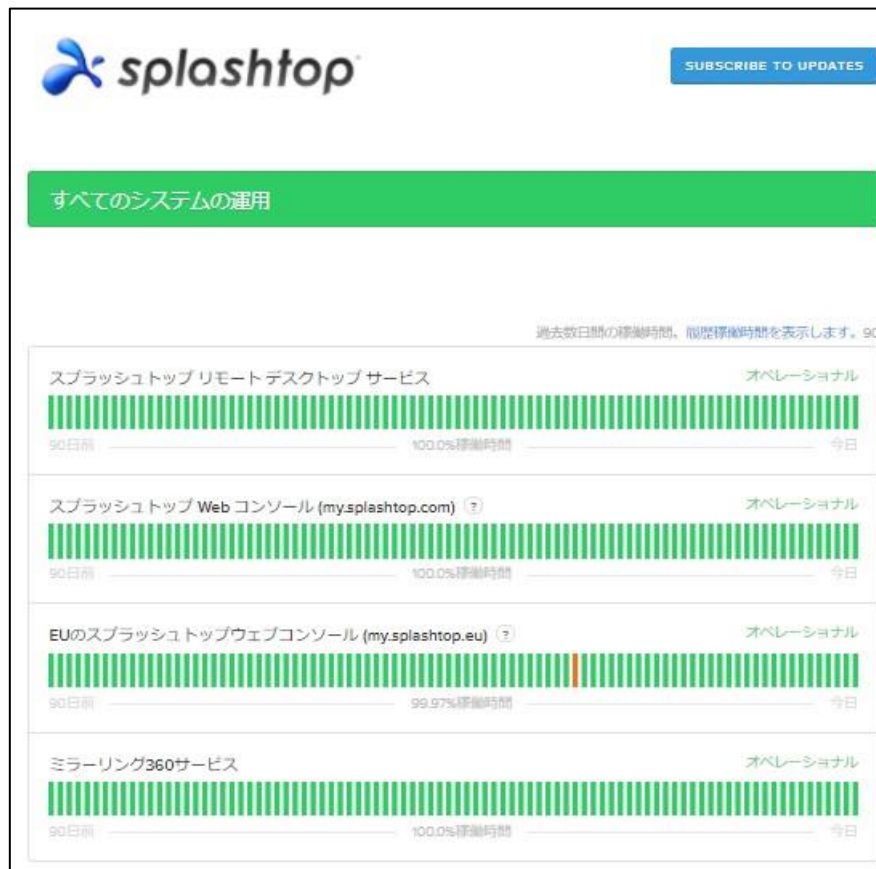 splashtop
SUBSCRIBE TO UPDATES
すべてのシステムの運用
過去数日間の稼働時間。履歴稼働時間を表示します。90
スプラッシュトップ リモート デスクトップ サービス
オペレーショナル
90日前
100.0%稼働時間
今日
スプラッシュトップ Web コンソール (my.splashtop.com) ?
オペレーショナル
90日前
100.0%稼働時間
今日
EUのスプラッシュトップウェブコンソール (my.splashtop.eu) ?
オペレーショナル
90日前
99.97%稼働時間
今日
ミラーリング360サービス
オペレーショナル
90日前
100.0%稼働時間
今日